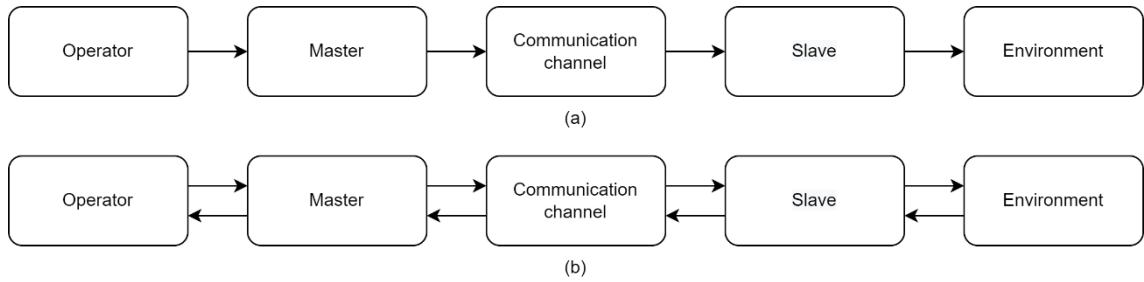 Operator
Master
Communication
channel
Slave
Environment
(a)
Operator
Master
Communication
channel
Slave
Environment
(b)